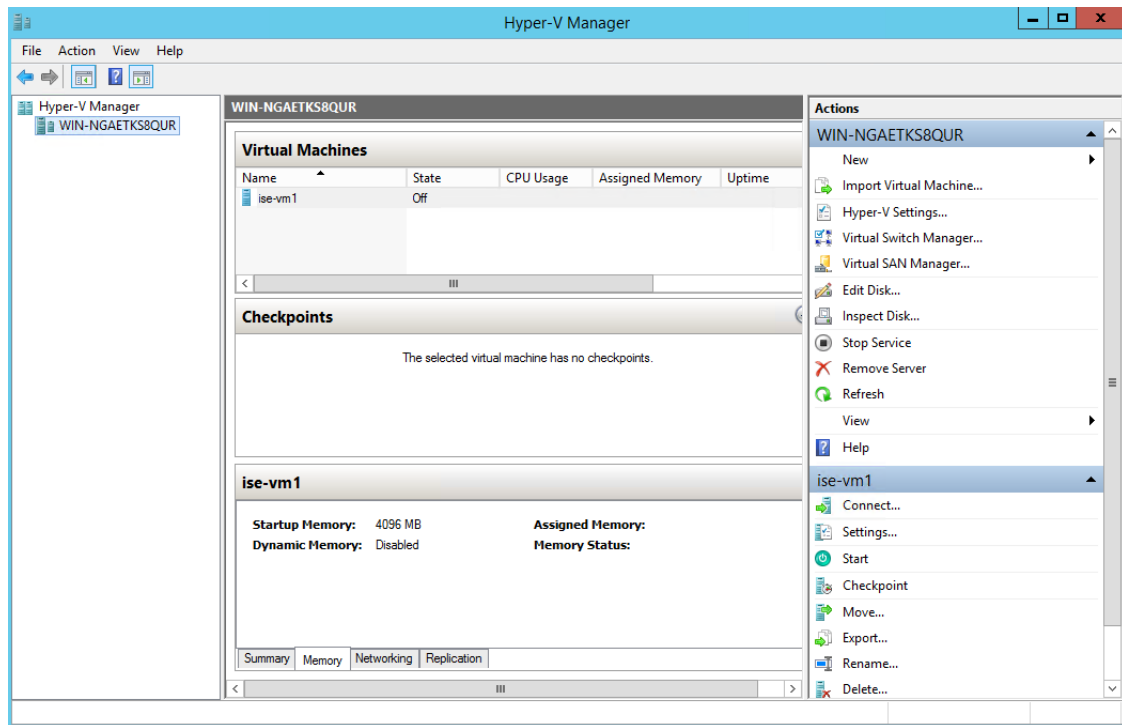 Hyper-V Manager
File Action View Help
Hyper-V Manager
WIN-NGAETKS8QUR
WIN-NGAETKS8QUR
Virtual Machines
Name State CPU Usage Assigned Memory Uptime
ise-vm1 Off
Checkpoints
The selected virtual machine has no checkpoints.
ise-vm1
Startup Memory: 4096 MB Assigned Memory:
Dynamic Memory: Disabled Memory Status:
Summary Memory Networking Replication
Actions
WIN-NGAETKS8QUR
New
Import Virtual Machine...
Hyper-V Settings...
Virtual Switch Manager...
Virtual SAN Manager...
Edit Disk...
Inspect Disk...
Stop Service
Remove Server
Refresh
View
Help
ise-vm1
Connect...
Settings...
Start
Checkpoint
Move...
Export...
Rename...
Delete...